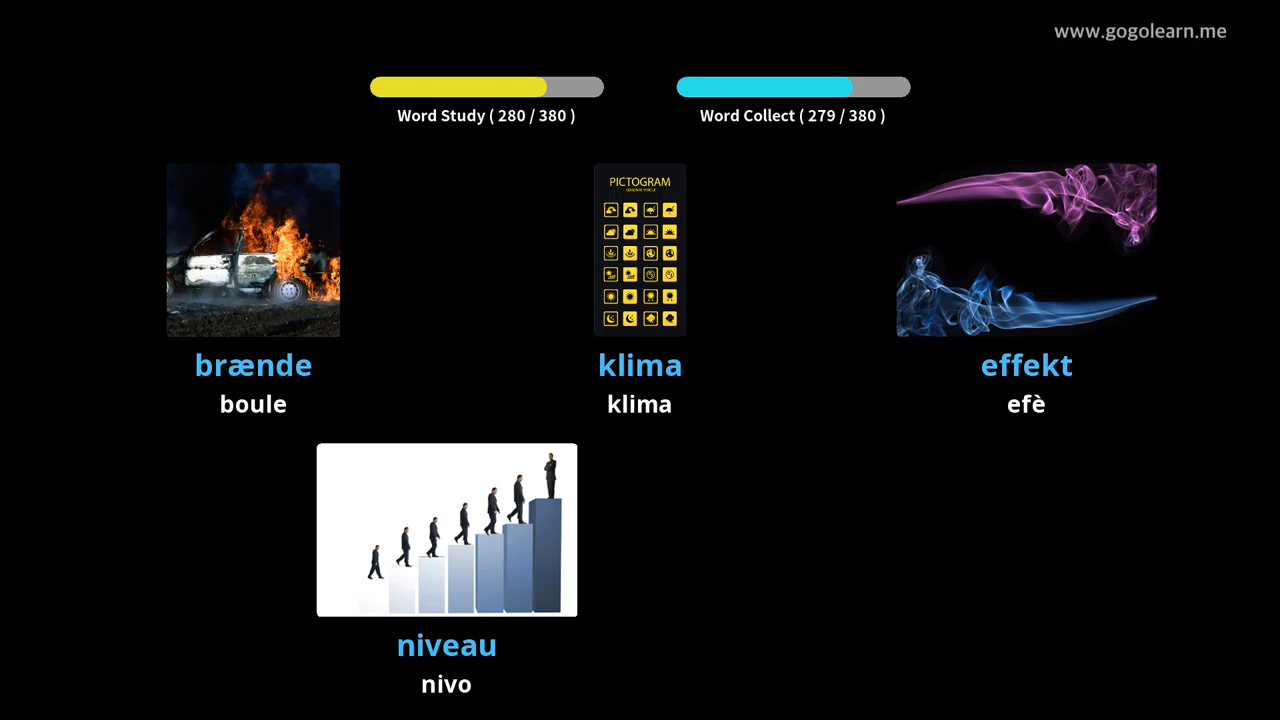 www.gogolearn.me
Word Study ( 280 / 380 )
Word Collect ( 279 / 380 )
PICTOGRAM
brænde
klima
effekt
boule
klima
efè
niveau
nivo